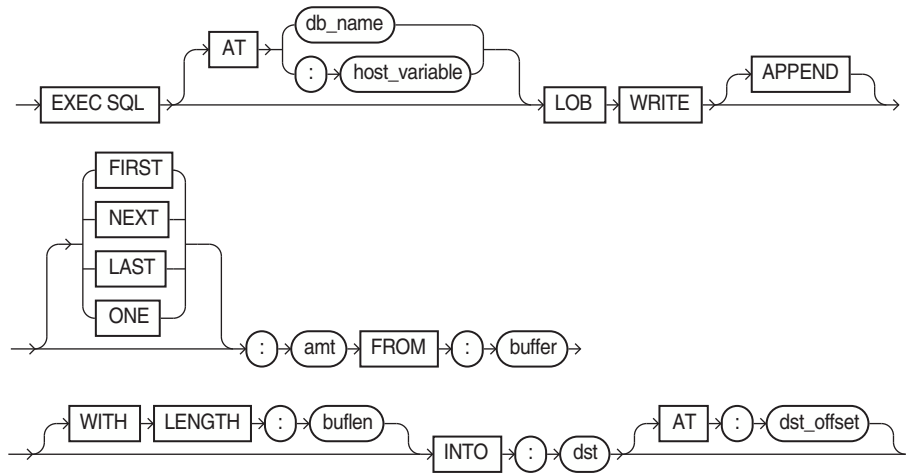 db_name
AT
: host_variable
EXEC SQL LOB WRITE APPEND
FIRST
NEXT
LAST
ONE
: amt FROM : buffer
WITH LENGTH : buflen AT : dst_offset
INTO : dst